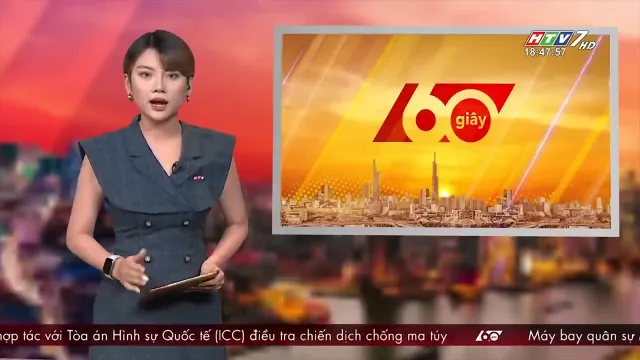 HTV7 HD
18:47:57
60 giây
HTV
hợp tác với Tòa án Hình sự Quốc tế (ICC) điều tra chiến dịch chống ma túy 60 Máy bay quân sự